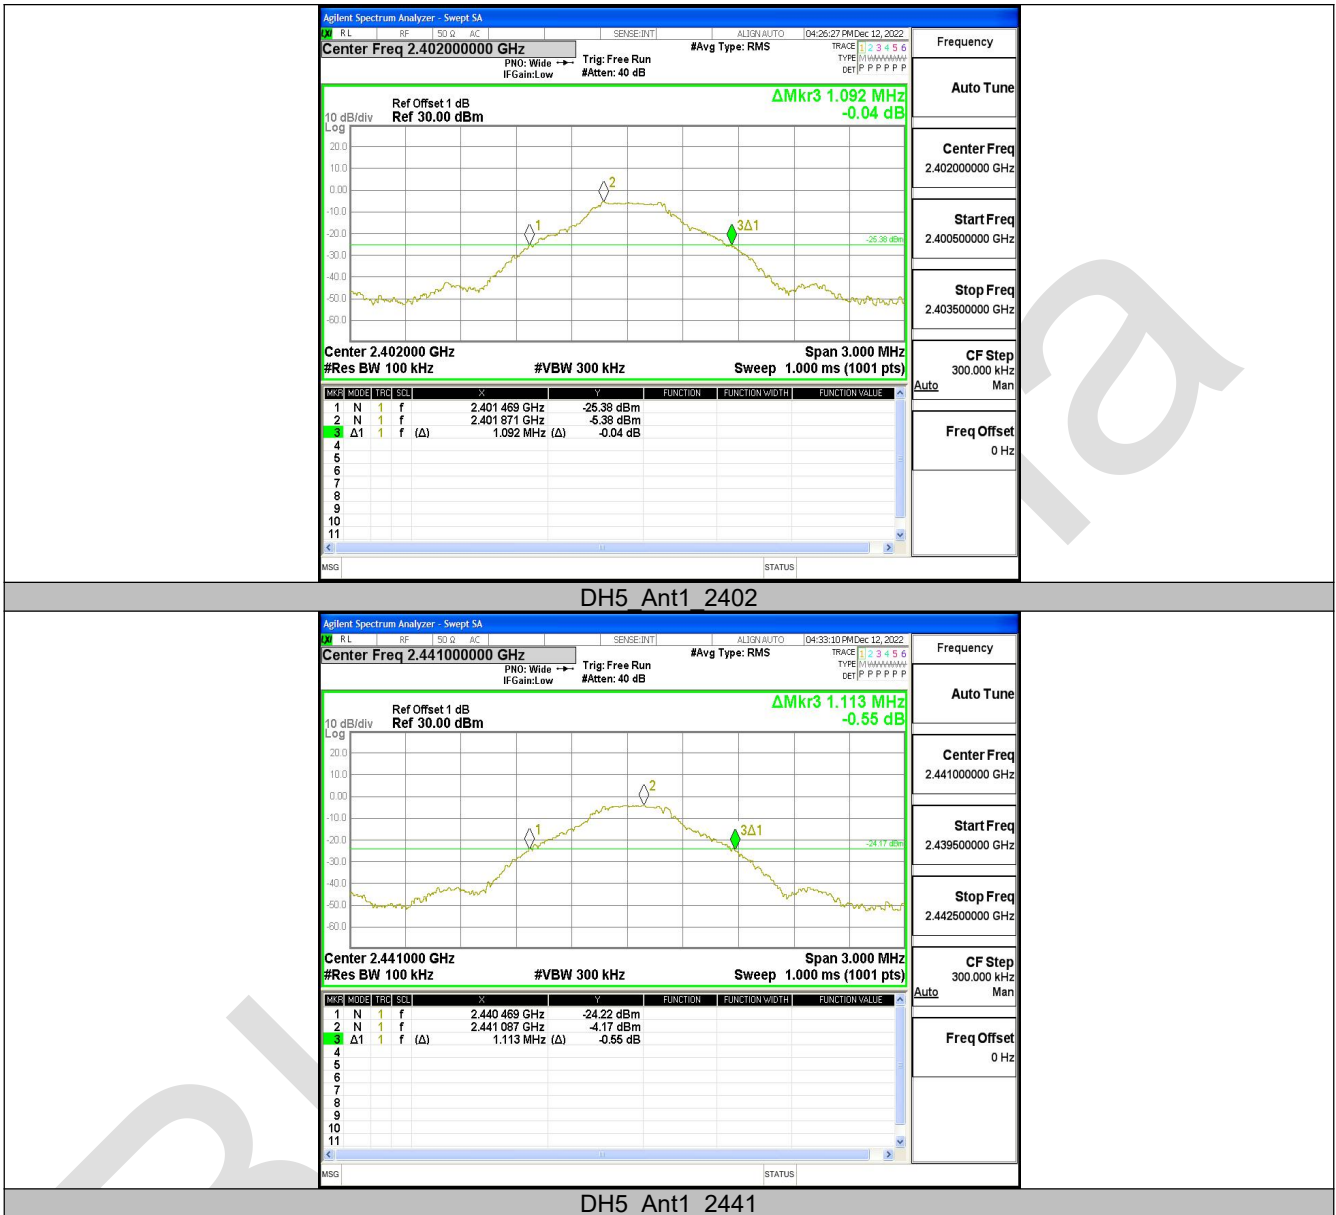 Agilent Spectrum Analyzer - Swept SA
LXI RL RF 50 Ω AC SENSE:INT ALIGN AUTO 04:26:27 PM Dec 12, 2022
Center Freq 2.402000000 GHz #Avg Type: RMS TRACE 1 2 3 4 5 6
PNO: Wide Trig: Free Run TYPE M WWWWW
IFGain:Low #Atten: 40 dB DET P P P P P P
ΔMkr3 1.092 MHz
Ref Offset 1 dB
10 dB/div Ref 30.00 dBm -0.04 dB
Log
20.0
10.0
0.00
-10.0
-20.0
-30.0
-40.0
-50.0
-60.0
1
2
3Δ1
-25.38 dBm
Center 2.402000 GHz Span 3.000 MHz
#Res BW 100 kHz #VBW 300 kHz Sweep 1.000 ms (1001 pts)
MKR MODE TRC SCL X Y FUNCTION FUNCTION WIDTH FUNCTION VALUE
1 N 1 f 2.401 469 GHz -25.38 dBm
2 N 1 f 2.401 871 GHz -5.38 dBm
3 Δ1 1 f (Δ) 1.092 MHz (Δ) -0.04 dB
4
5
6
7
8
9
10
11
MSG STATUS
Frequency
Auto Tune
Center Freq
2.402000000 GHz
Start Freq
2.400500000 GHz
Stop Freq
2.403500000 GHz
CF Step
300.000 kHz
Auto Man
Freq Offset
0 Hz
DH5_Ant1_2402
Agilent Spectrum Analyzer - Swept SA
LXI RL RF 50 Ω AC SENSE:INT ALIGN AUTO 04:33:10 PM Dec 12, 2022
Center Freq 2.441000000 GHz #Avg Type: RMS TRACE 1 2 3 4 5 6
PNO: Wide Trig: Free Run TYPE M WWWWW
IFGain:Low #Atten: 40 dB DET P P P P P P
ΔMkr3 1.113 MHz
Ref Offset 1 dB
10 dB/div Ref 30.00 dBm -0.55 dB
Log
20.0
10.0
0.00
-10.0
-20.0
-30.0
-40.0
-50.0
-60.0
1
2
3Δ1
-24.17 dBm
Center 2.441000 GHz Span 3.000 MHz
#Res BW 100 kHz #VBW 300 kHz Sweep 1.000 ms (1001 pts)
MKR MODE TRC SCL X Y FUNCTION FUNCTION WIDTH FUNCTION VALUE
1 N 1 f 2.440 469 GHz -24.22 dBm
2 N 1 f 2.441 087 GHz -4.17 dBm
3 Δ1 1 f (Δ) 1.113 MHz (Δ) -0.55 dB
4
5
6
7
8
9
10
11
MSG STATUS
Frequency
Auto Tune
Center Freq
2.441000000 GHz
Start Freq
2.439500000 GHz
Stop Freq
2.442500000 GHz
CF Step
300.000 kHz
Auto Man
Freq Offset
0 Hz
DH5_Ant1_2441